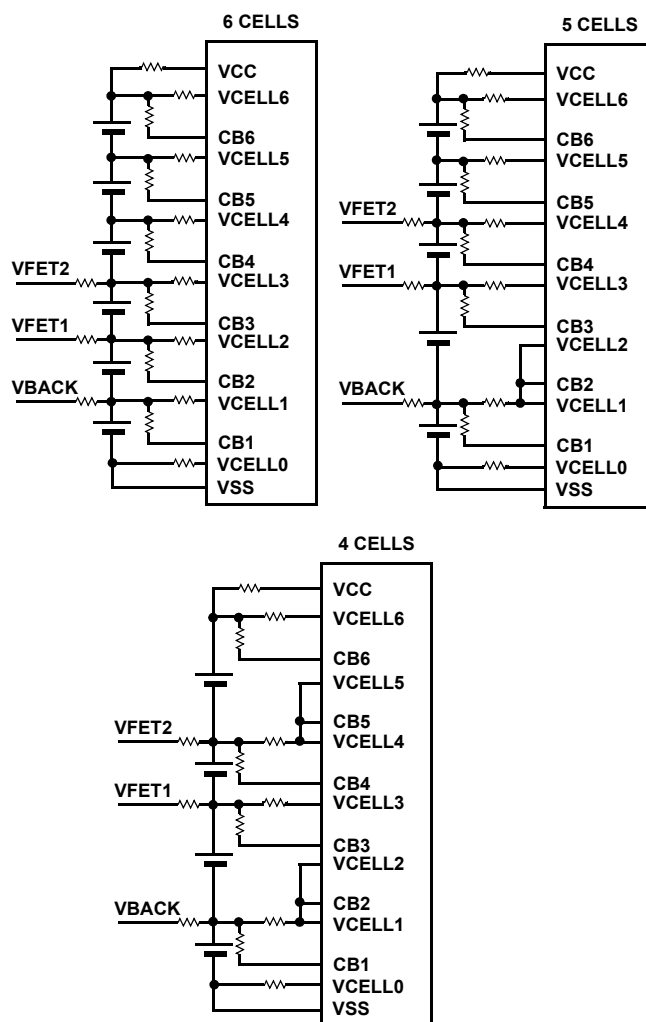 6 CELLS
VCC
VCELL6
CB6
VCELL5
CB5
VCELL4
CB4
VFET2
VCELL3
CB3
VFET1
VCELL2
CB2
VBACK
VCELL1
CB1
VCELL0
VSS
5 CELLS
VCC
VCELL6
CB6
VCELL5
CB5
VFET2
VCELL4
CB4
VFET1
VCELL3
CB3
VCELL2
CB2
VBACK
VCELL1
CB1
VCELL0
VSS
4 CELLS
VCC
VCELL6
CB6
VCELL5
CB5
VFET2
VCELL4
CB4
VFET1
VCELL3
CB3
VCELL2
CB2
VBACK
VCELL1
CB1
VCELL0
VSS